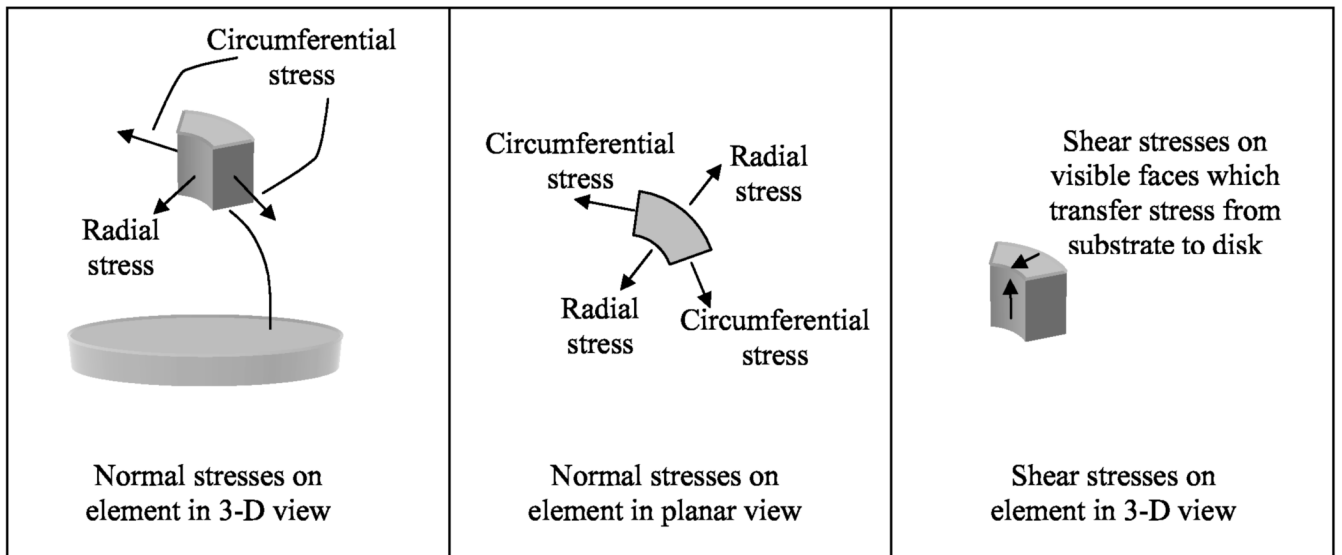 Circumferential
stress
Radial
stress
Normal stresses on
element in 3-D view
Circumferential
stress
Radial
stress
Radial
stress
Circumferential
stress
Normal stresses on
element in planar view
Shear stresses on
visible faces which
transfer stress from
substrate to disk
Shear stresses on
element in 3-D view